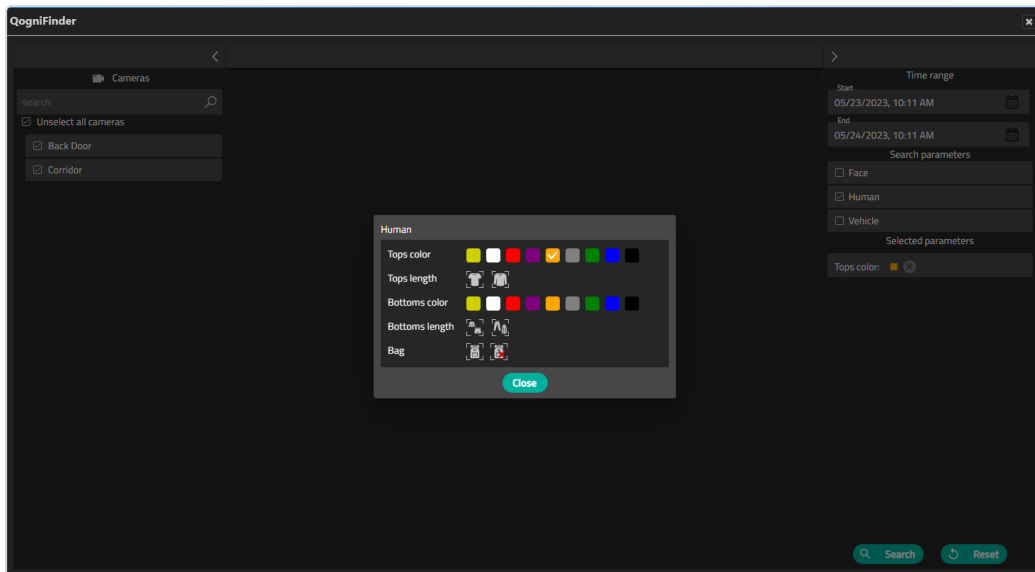 QogniFinder
Cameras
search
Unselect all cameras
Back Door
Corridor
Human
Tops color
Tops length
Bottoms color
Bottoms length
Bag
Close
Time range
Start
05/23/2023, 10:11 AM
End
05/24/2023, 10:11 AM
Search parameters
Face
Human
Vehicle
Selected parameters
Tops color:
Search
Reset